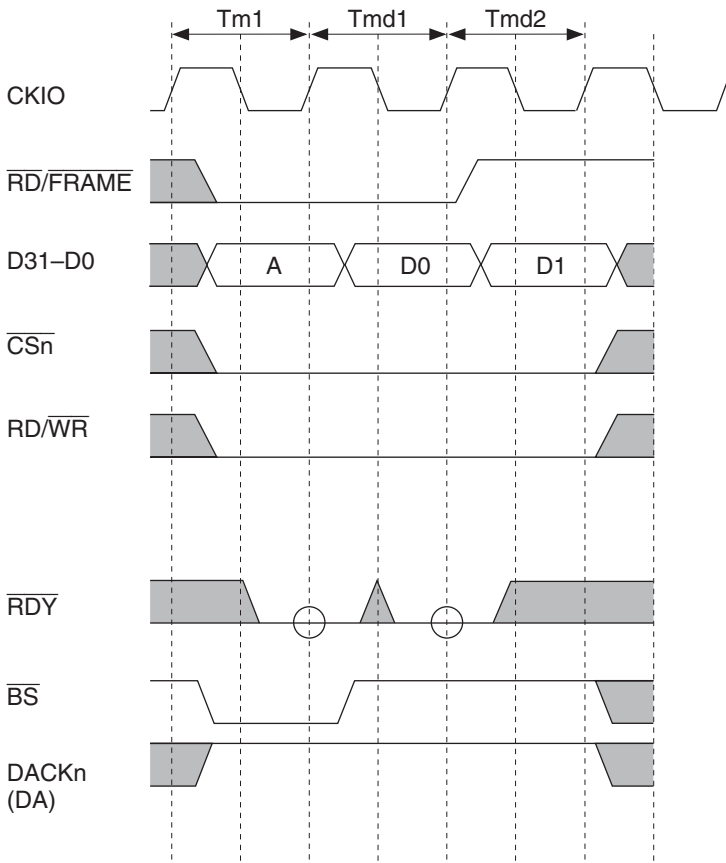 Tm1 Tmd1 Tmd2
CKIO
RD/FRAME
D31–D0 A D0 D1
CSn
RD/WR
RDY
BS
DACKn
(DA)